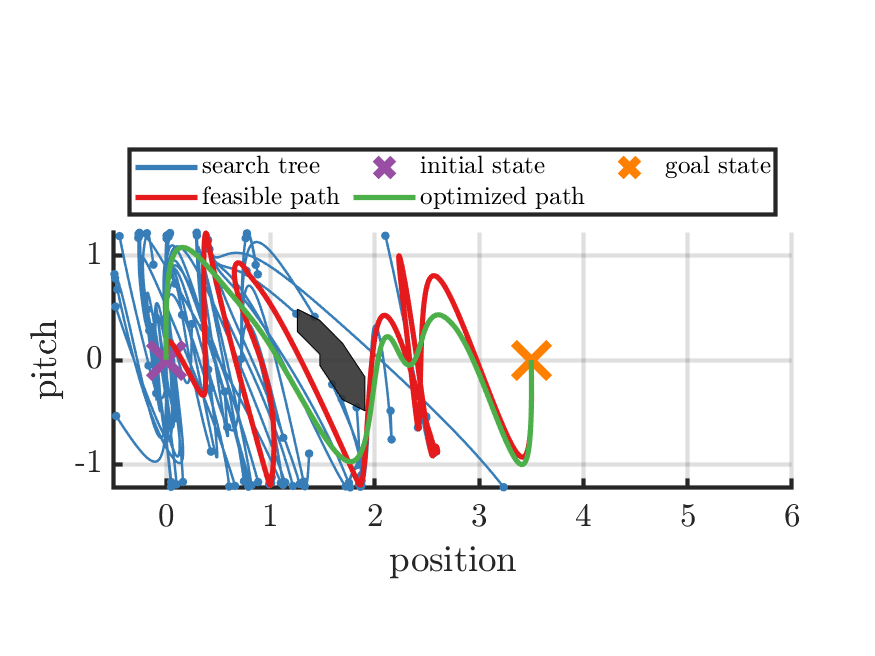 search tree initial state goal state
feasible path optimized path
1
0
-1
pitch
0 1 2 3 4 5 6
position